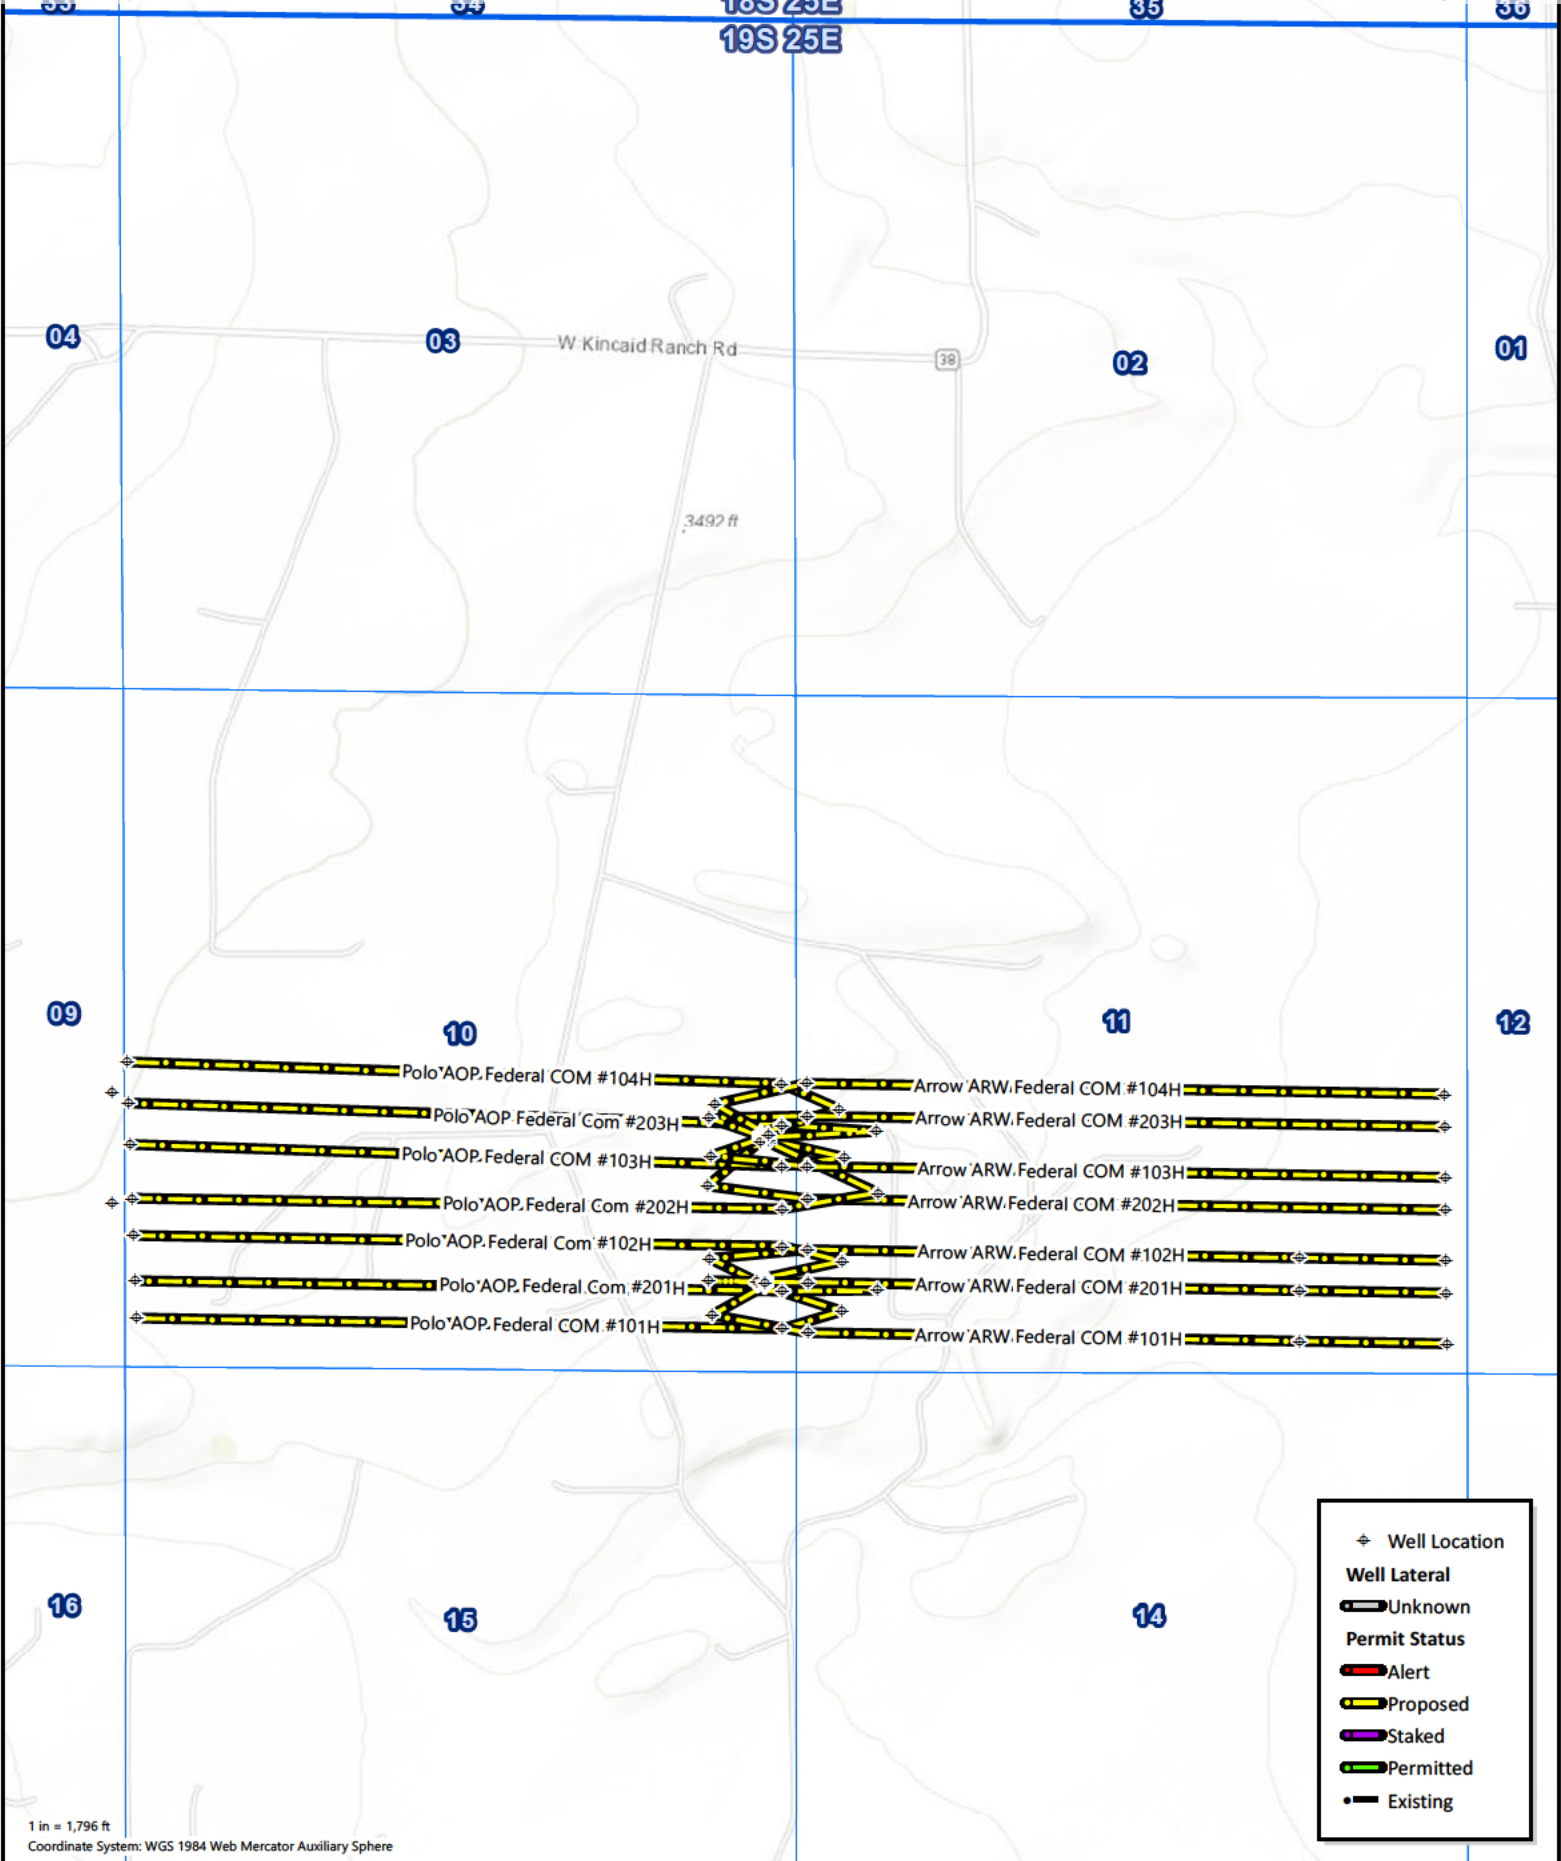 33
34
18S 25E
35
36
19S 25E
04
03
W Kincaid Ranch Rd
38
02
01
3492 ft
09
10
11
12
Polo AOP Federal COM #104H
Arrow ARW Federal COM #104H
Polo AOP Federal Com #203H
Arrow ARW Federal COM #203H
Polo AOP Federal COM #103H
Arrow ARW Federal COM #103H
Polo AOP Federal Com #202H
Arrow ARW Federal COM #202H
Polo AOP Federal Com #102H
Arrow ARW Federal COM #102H
Polo AOP Federal Com #201H
Arrow ARW Federal COM #201H
Polo AOP Federal COM #101H
Arrow ARW Federal COM #101H
16
15
14
Well Location
Well Lateral
Unknown
Permit Status
Alert
Proposed
Staked
Permitted
Existing
1 in = 1,796 ft
Coordinate System: WGS 1984 Web Mercator Auxiliary Sphere